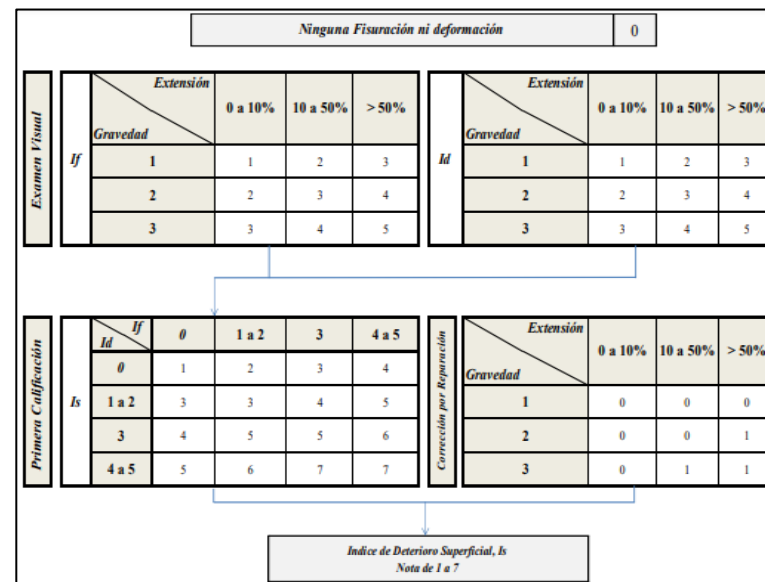 Ninguna Fisuración ni deformación 0
Examen Visual
If
Extensión
Gravedad
0 a 10% 10 a 50% > 50%
1 1 2 3
2 2 3 4
3 3 4 5
Id
Extensión
Gravedad
0 a 10% 10 a 50% > 50%
1 1 2 3
2 2 3 4
3 3 4 5
Primera Calificación
Is
If
Id
0 1 a 2 3 4 a 5
0 1 2 3 4
1 a 2 3 3 4 5
3 4 5 5 6
4 a 5 5 6 7 7
Corrección por Reparación
Extensión
Gravedad
0 a 10% 10 a 50% > 50%
1 0 0 0
2 0 0 1
3 0 1 1
Indice de Deterioro Superficial, Is
Nota de 1 a 7